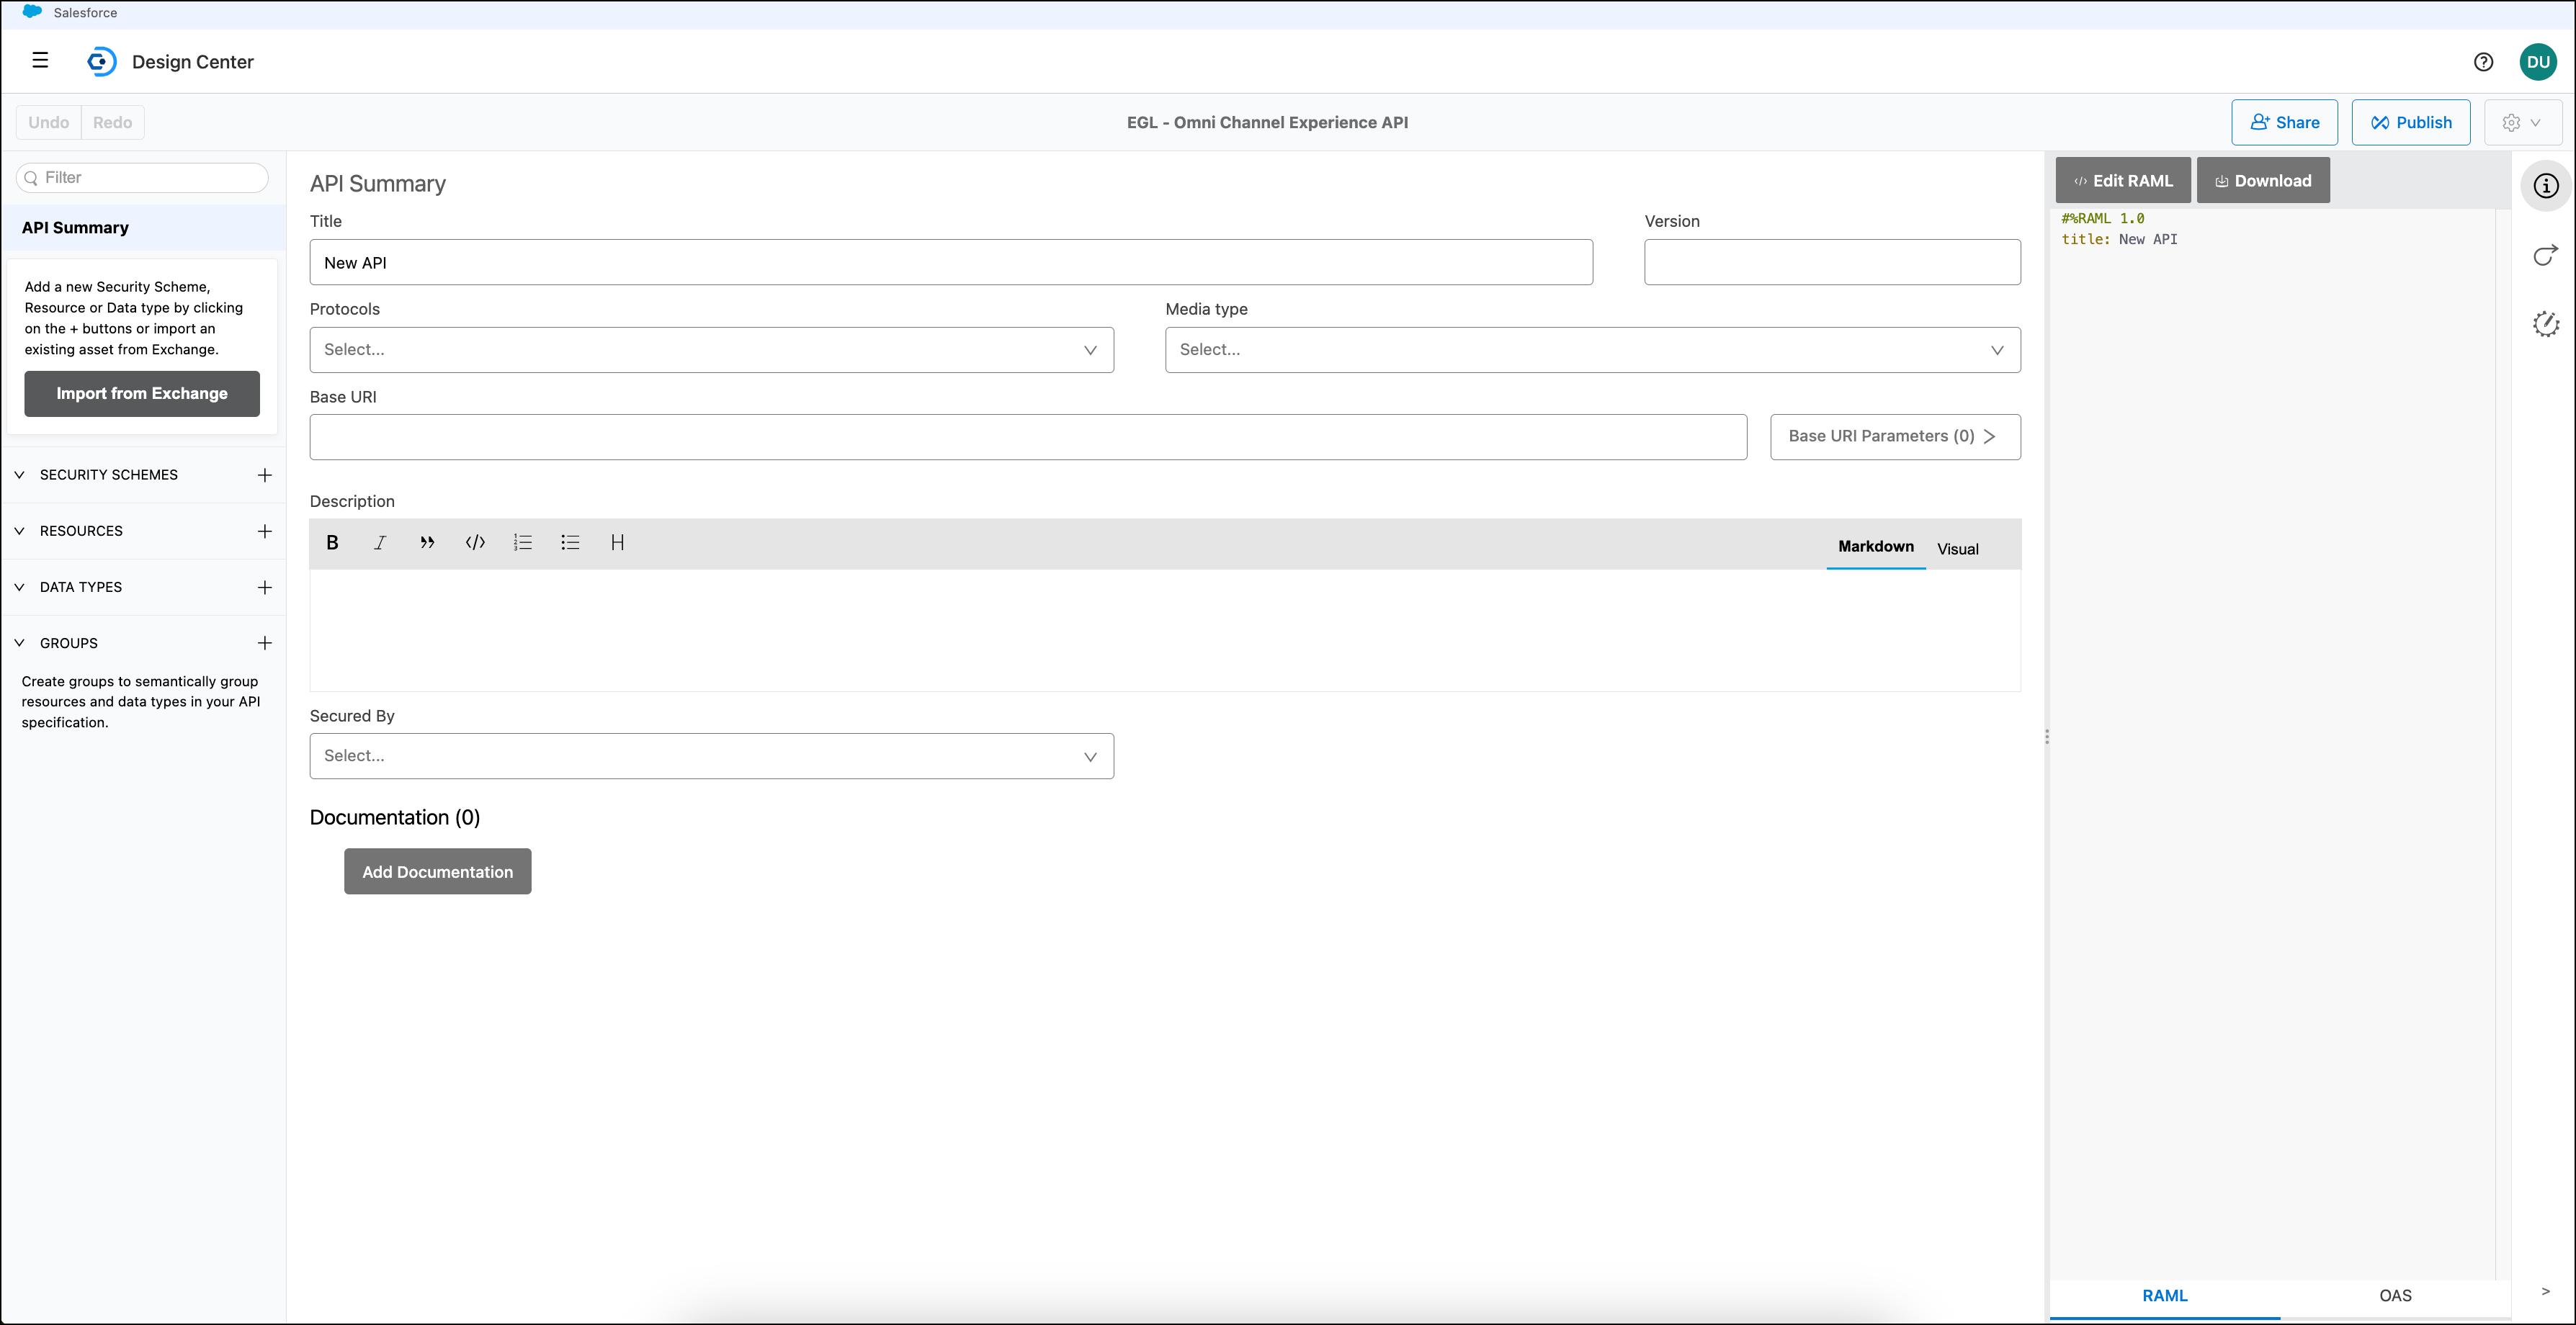 Salesforce
Design Center
DU
Undo
Redo
EGL - Omni Channel Experience API
Share
Publish
Filter
API Summary
Add a new Security Scheme,
Resource or Data type by clicking
on the + buttons or import an
existing asset from Exchange.
Import from Exchange
SECURITY SCHEMES
RESOURCES
DATA TYPES
GROUPS
Create groups to semantically group
resources and data types in your API
specification.
API Summary
Title
Version
New API
Protocols
Media type
Select...
Select...
Base URI
Base URI Parameters (0) >
Description
B I </> H
Markdown
Visual
Secured By
Select...
Documentation (0)
Add Documentation
</> Edit RAML
Download
#%RAML 1.0
title: New API
RAML
OAS
>